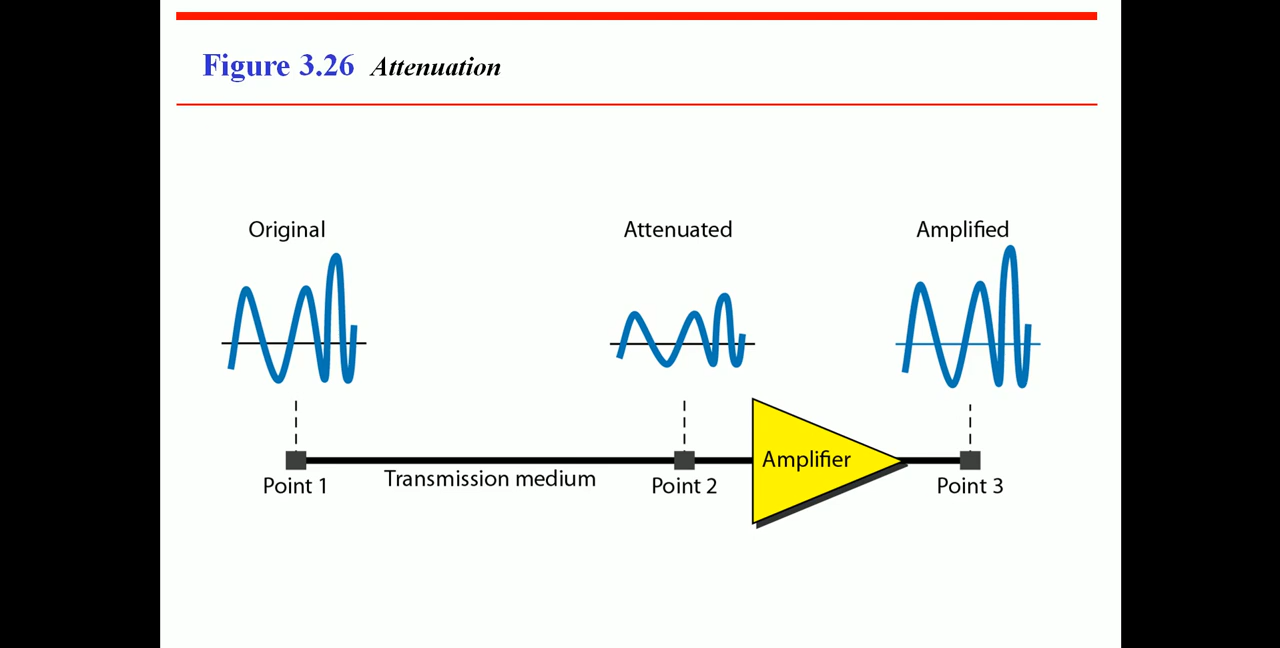 Figure 3.26 Attenuation
Original
Attenuated
Amplified
Amplifier
Transmission medium
Point 1
Point 2
Point 3